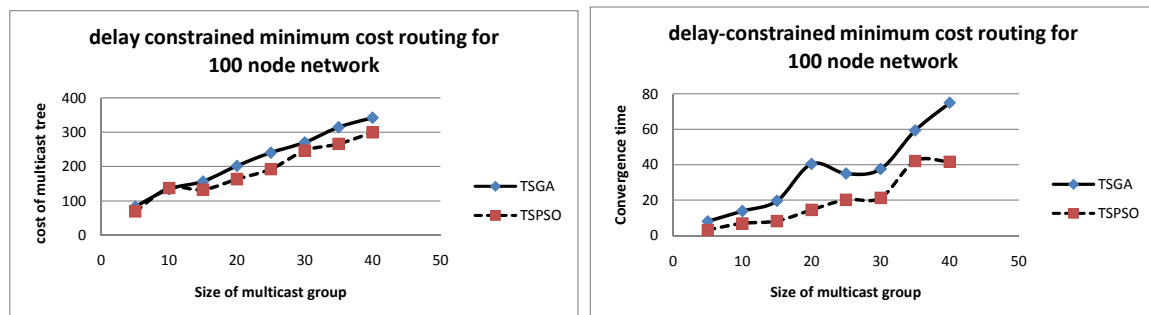 delay constrained minimum cost routing for
100 node network
cost of multicast tree
400
300
200
100
0
0 10 20 30 40 50
Size of multicast group
TSGA
TSPSO
delay-constrained minimum cost routing for
100 node network
Convergence time
80
60
40
20
0
0 10 20 30 40 50
Size of multicast group
TSGA
TSPSO